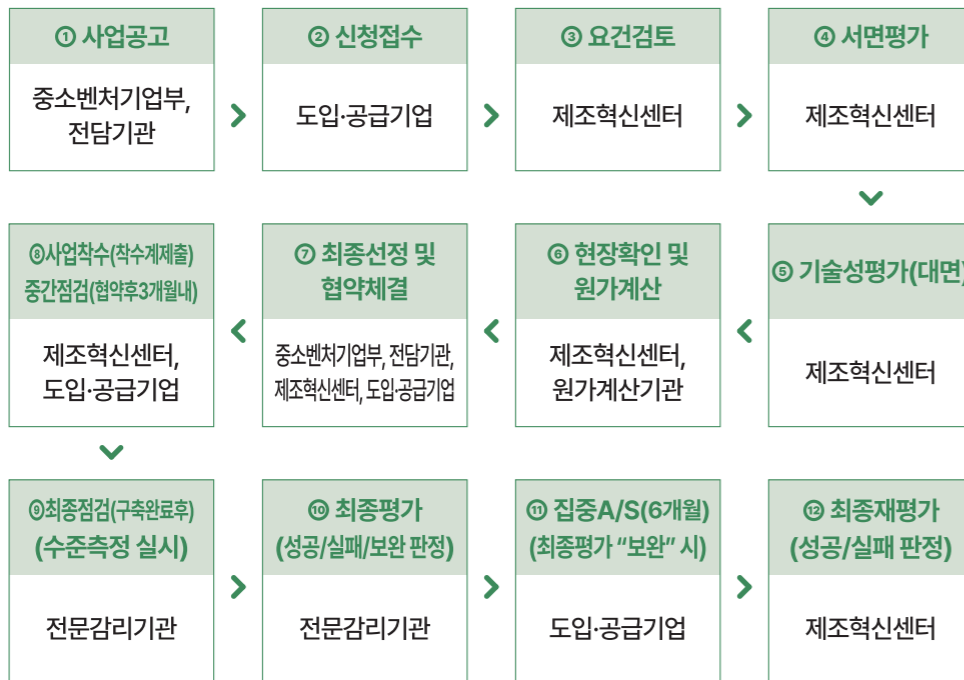 ① 사업공고
중소벤처기업부,
전담기관
② 신청접수
도입·공급기업
③ 요건검토
제조혁신센터
④ 서면평가
제조혁신센터
⑤ 기술성평가(대면)
제조혁신센터
⑥ 현장확인 및
원가계산
제조혁신센터,
원가계산기관
⑦ 최종선정 및
협약체결
중소벤처기업부, 전담기관,
제조혁신센터, 도입·공급기업
⑧사업착수(착수계제출)
중간점검(협약후3개월내)
제조혁신센터,
도입·공급기업
⑨최종점검(구축완료후)
(수준측정 실시)
전문감리기관
⑩ 최종평가
(성공/실패/보완 판정)
전문감리기관
⑪ 집중A/S(6개월)
(최종평가 “보완” 시)
도입·공급기업
⑫ 최종재평가
(성공/실패 판정)
제조혁신센터